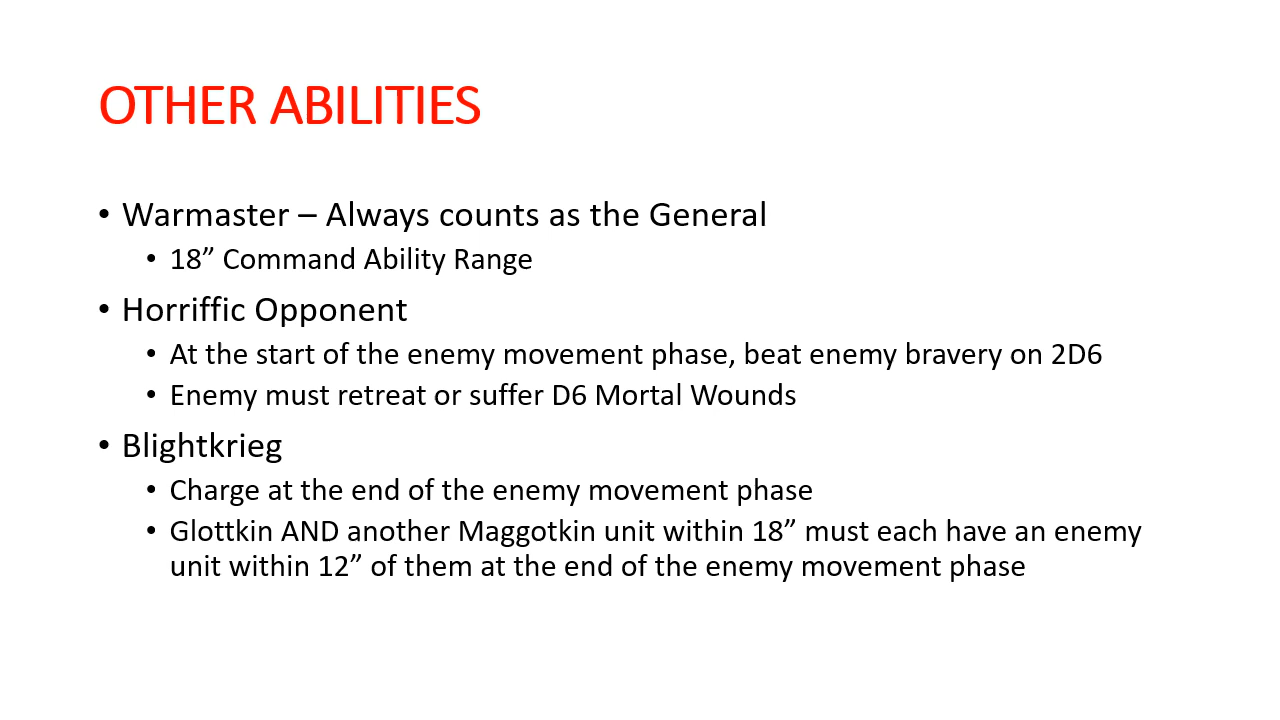 OTHER ABILITIES
• Warmaster – Always counts as the General
• 18” Command Ability Range
• Horriffic Opponent
• At the start of the enemy movement phase, beat enemy bravery on 2D6
• Enemy must retreat or suffer D6 Mortal Wounds
• Blightkrieg
• Charge at the end of the enemy movement phase
• Glottkin AND another Maggotkin unit within 18” must each have an enemy
unit within 12” of them at the end of the enemy movement phase